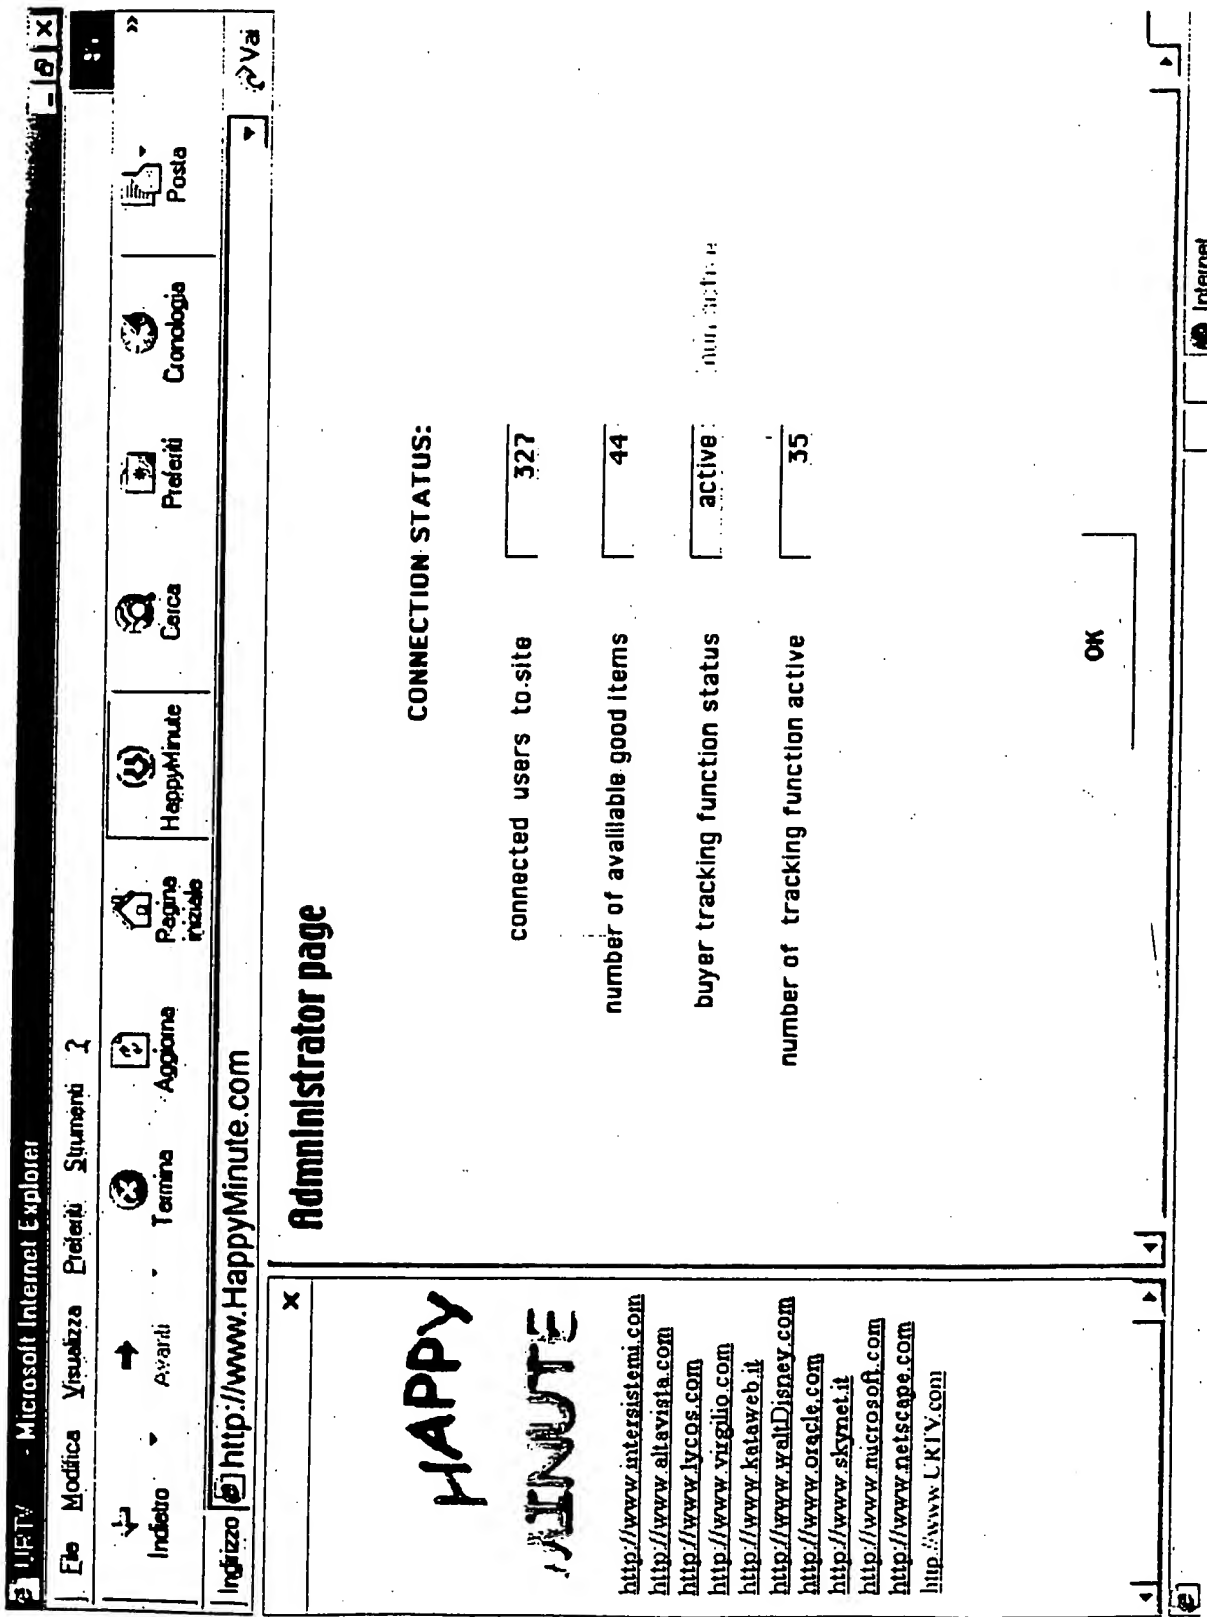 URTV - Microsoft Internet Explorer
File Modifica Visualizza Preferiti Strumenti ?
Indietro Avanti Termina Aggiorna Pagina iniziale HappyMinute Cerca Preferiti Cronologia Posta »
Indirizzo http://www.HappyMinute.com Vai
HAPPY
MINUTE
http://www.intersistemi.com
http://www.altavista.com
http://www.lycos.com
http://www.virgilio.com
http://www.kataweb.it
http://www.waltDisney.com
http://www.oracle.com
http://www.skynet.it
http://www.microsoft.com
http://www.netscape.com
http://www.URTV.com
Administrator page
CONNECTION STATUS:
connected users to site 327
number of available good items 44
buyer tracking function status active
number of tracking function active 35
OK
Internet